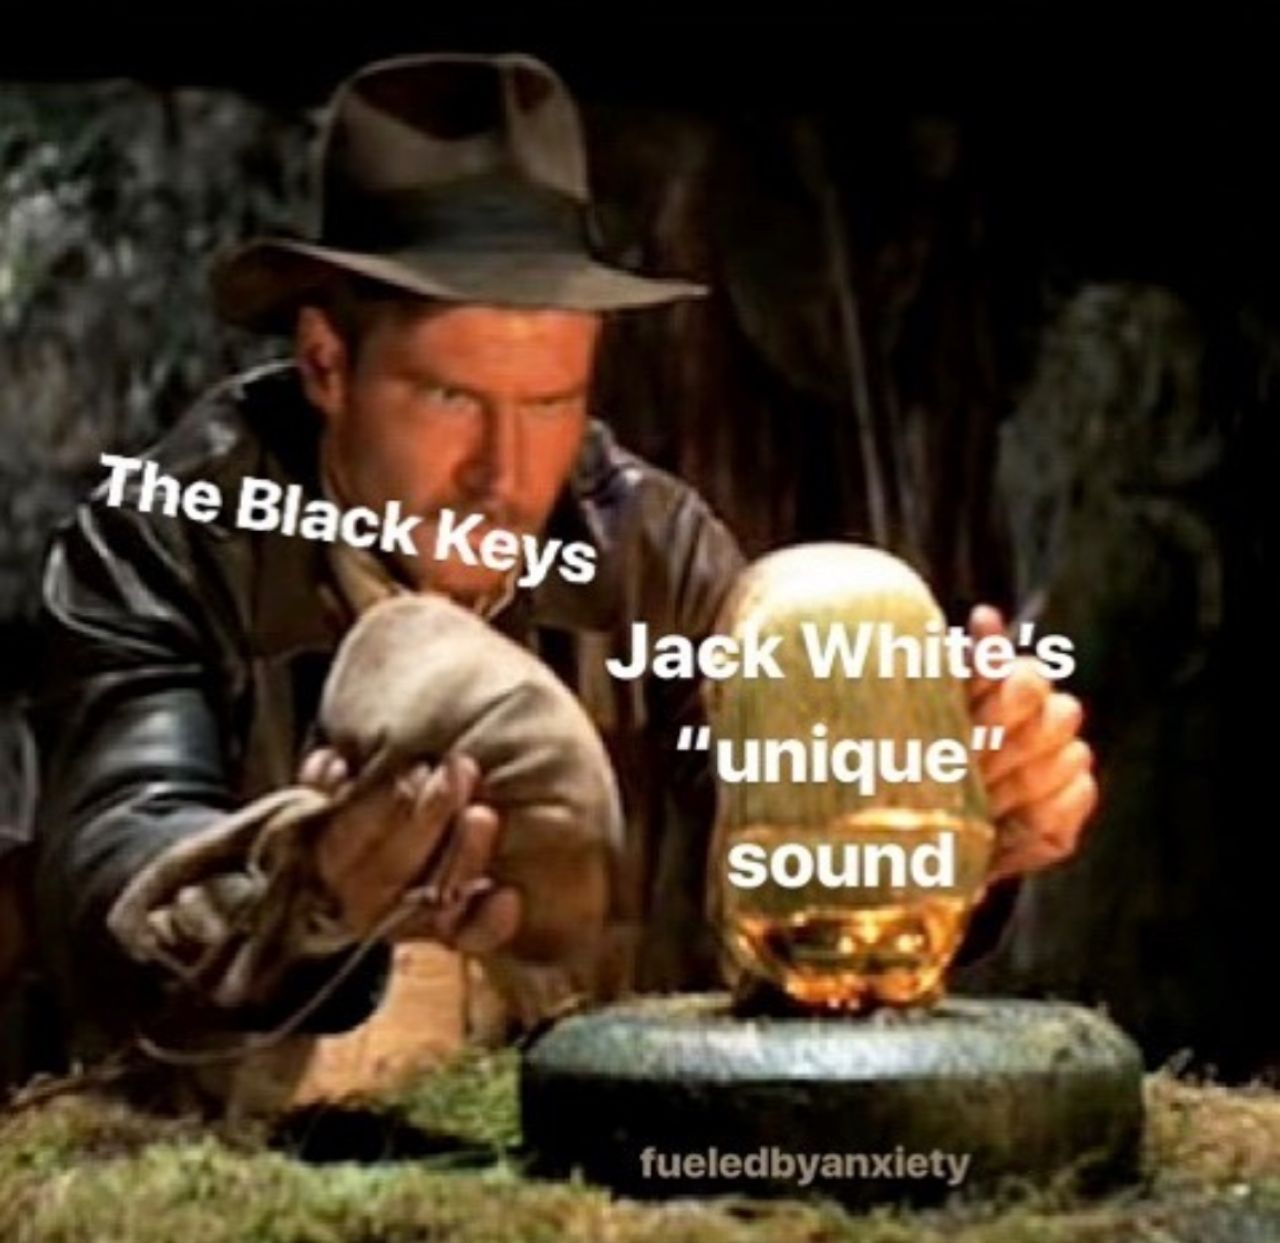 The Black Keys
Jack White's
“unique”
sound
fueledbyanxiety